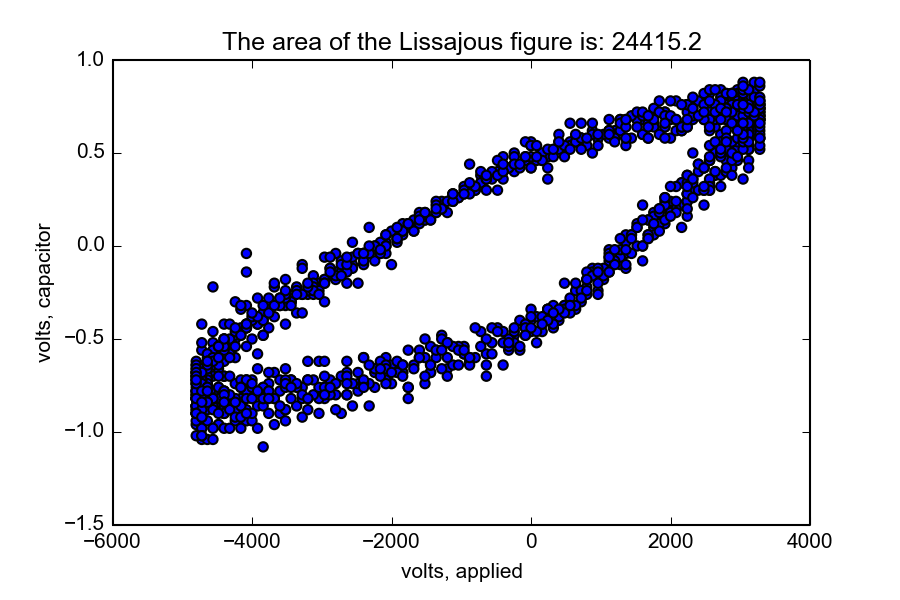 The area of the Lissajous figure is: 24415.2
1.0
0.5
0.0
−0.5
−1.0
−1.5
−6000 −4000 −2000 0 2000 4000
volts, capacitor
volts, applied